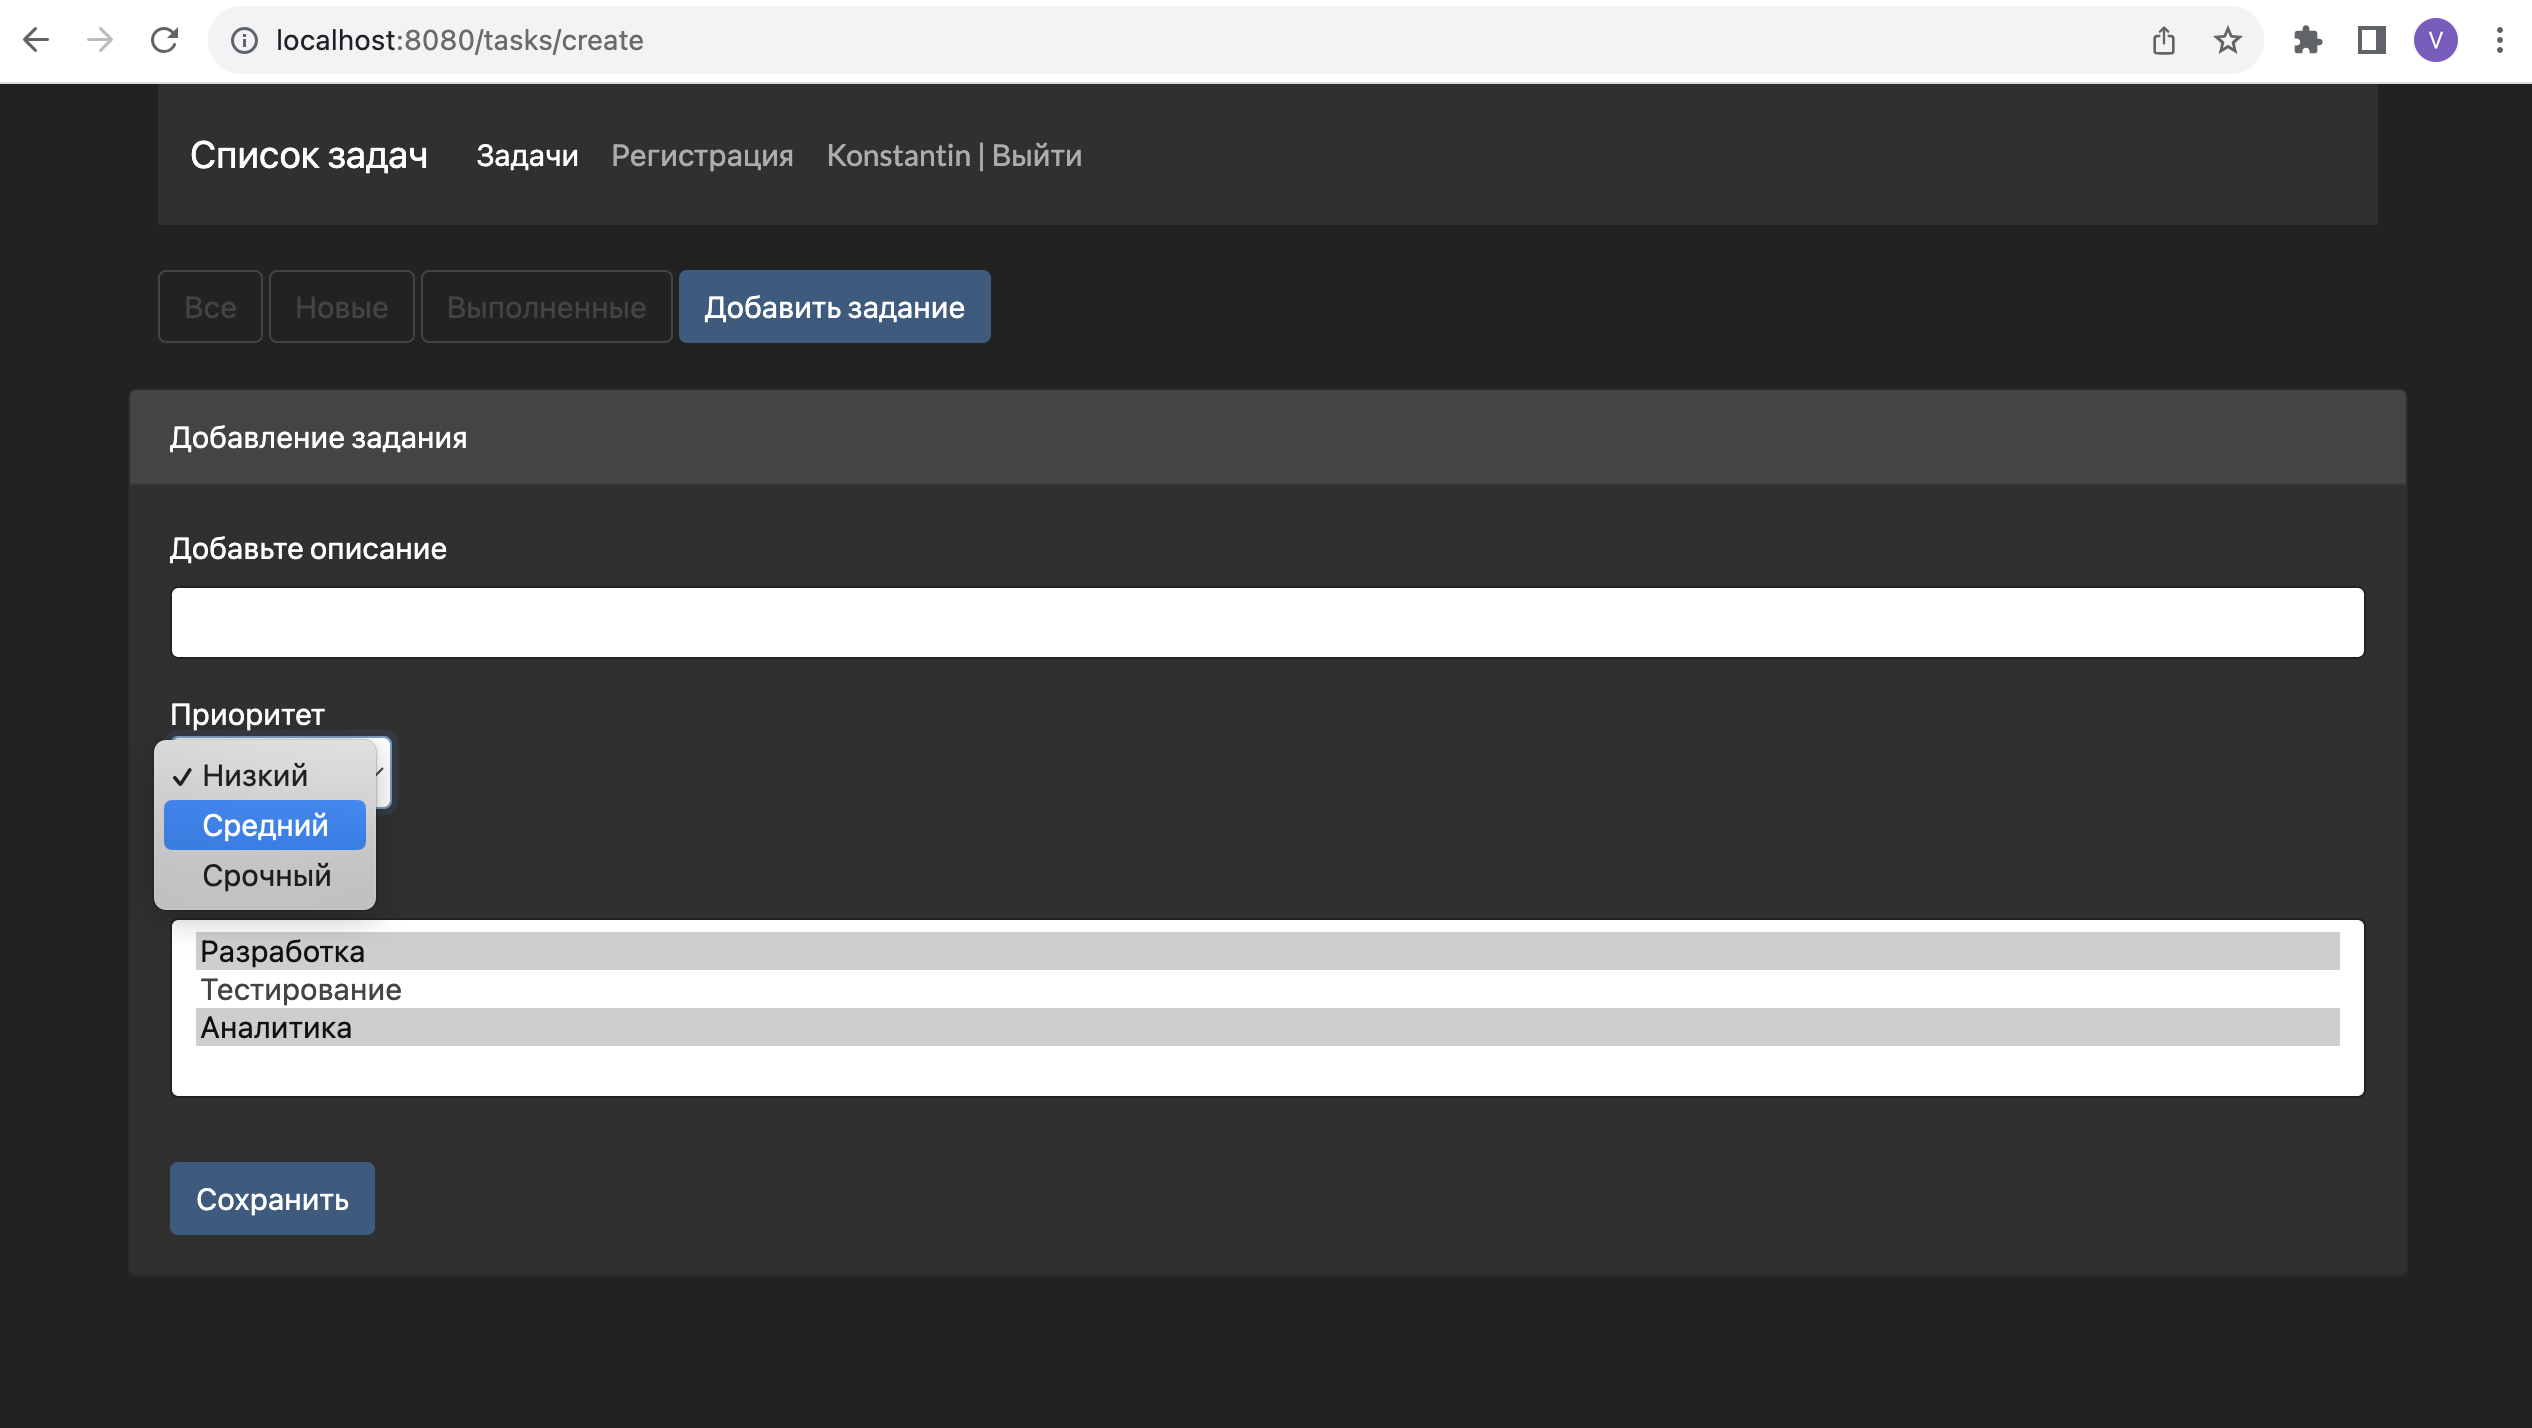 localhost:8080/tasks/create
V
Список задач Задачи Регистрация Konstantin | Выйти
Все Новые Выполненные Добавить задание
Добавление задания
Добавьте описание
Приоритет
✓ Низкий
Средний
Срочный
Разработка
Тестирование
Аналитика
Сохранить